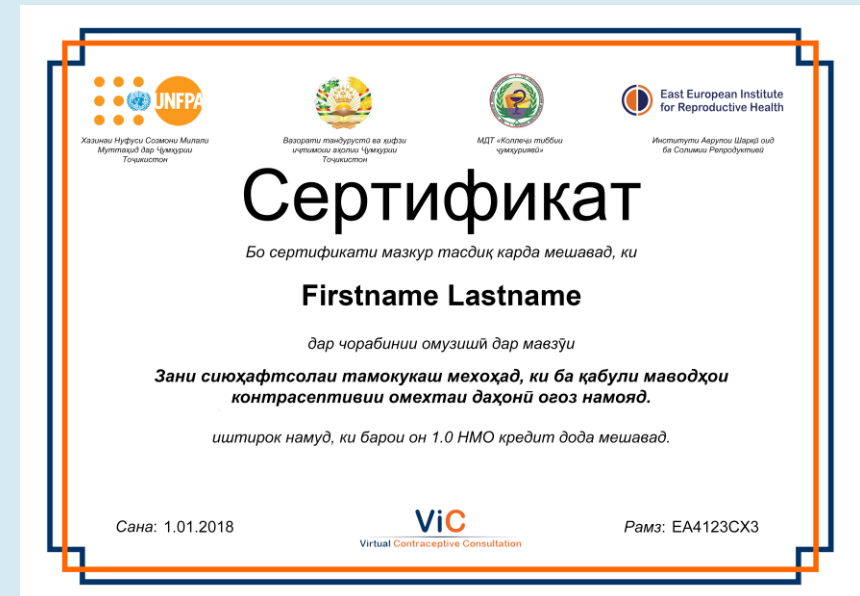 UNFPA
East European Institute
for Reproductive Health
Хазинаи Нуфуси Созмони Милали
Муттаҳид дар Ҷумҳурии
Тоҷикистон
Вазорати тандурустӣ ва ҳифзи
иҷтимоии аҳолии Ҷумҳурии
Тоҷикистон
МДТ «Коллеҷи тиббии
ҷумҳуриявӣ»
Институти Аврупои Шарқӣ оид
ба Солимии Репродуктивӣ
Сертификат
Бо сертификати мазкур тасдиқ карда мешавад, ки
Firstname Lastname
дар чорабинии омузишӣ дар мавзӯи
Зани сиюҳафтсолаи тамокукаш мехоҳад, ки ба қабули маводҳои
контрасептивии омехтаи даҳонӣ оғоз намояд.
иштирок намуд, ки барои он 1.0 НМО кредит дода мешавад.
Сана: 1.01.2018
ViC
Virtual Contraceptive Consultation
Рамз: EA4123CX3